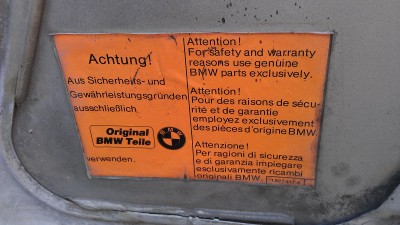 Achtung!
Aus Sicherheits- und
Gewährleistungsgründen
ausschließlich
Original
BMW Teile
BMW
verwenden.
Attention!
For safety and warranty
reasons use genuine
BMW parts exclusively.
Attention!
Pour des raisons de sécu-
rité et de garantie
employez exclusivement
des pièces d'origine BMW.
Attenzione!
Per ragioni di sicurezza
e di garanzia impiegare
esclusivamente ricambi
originali BMW.